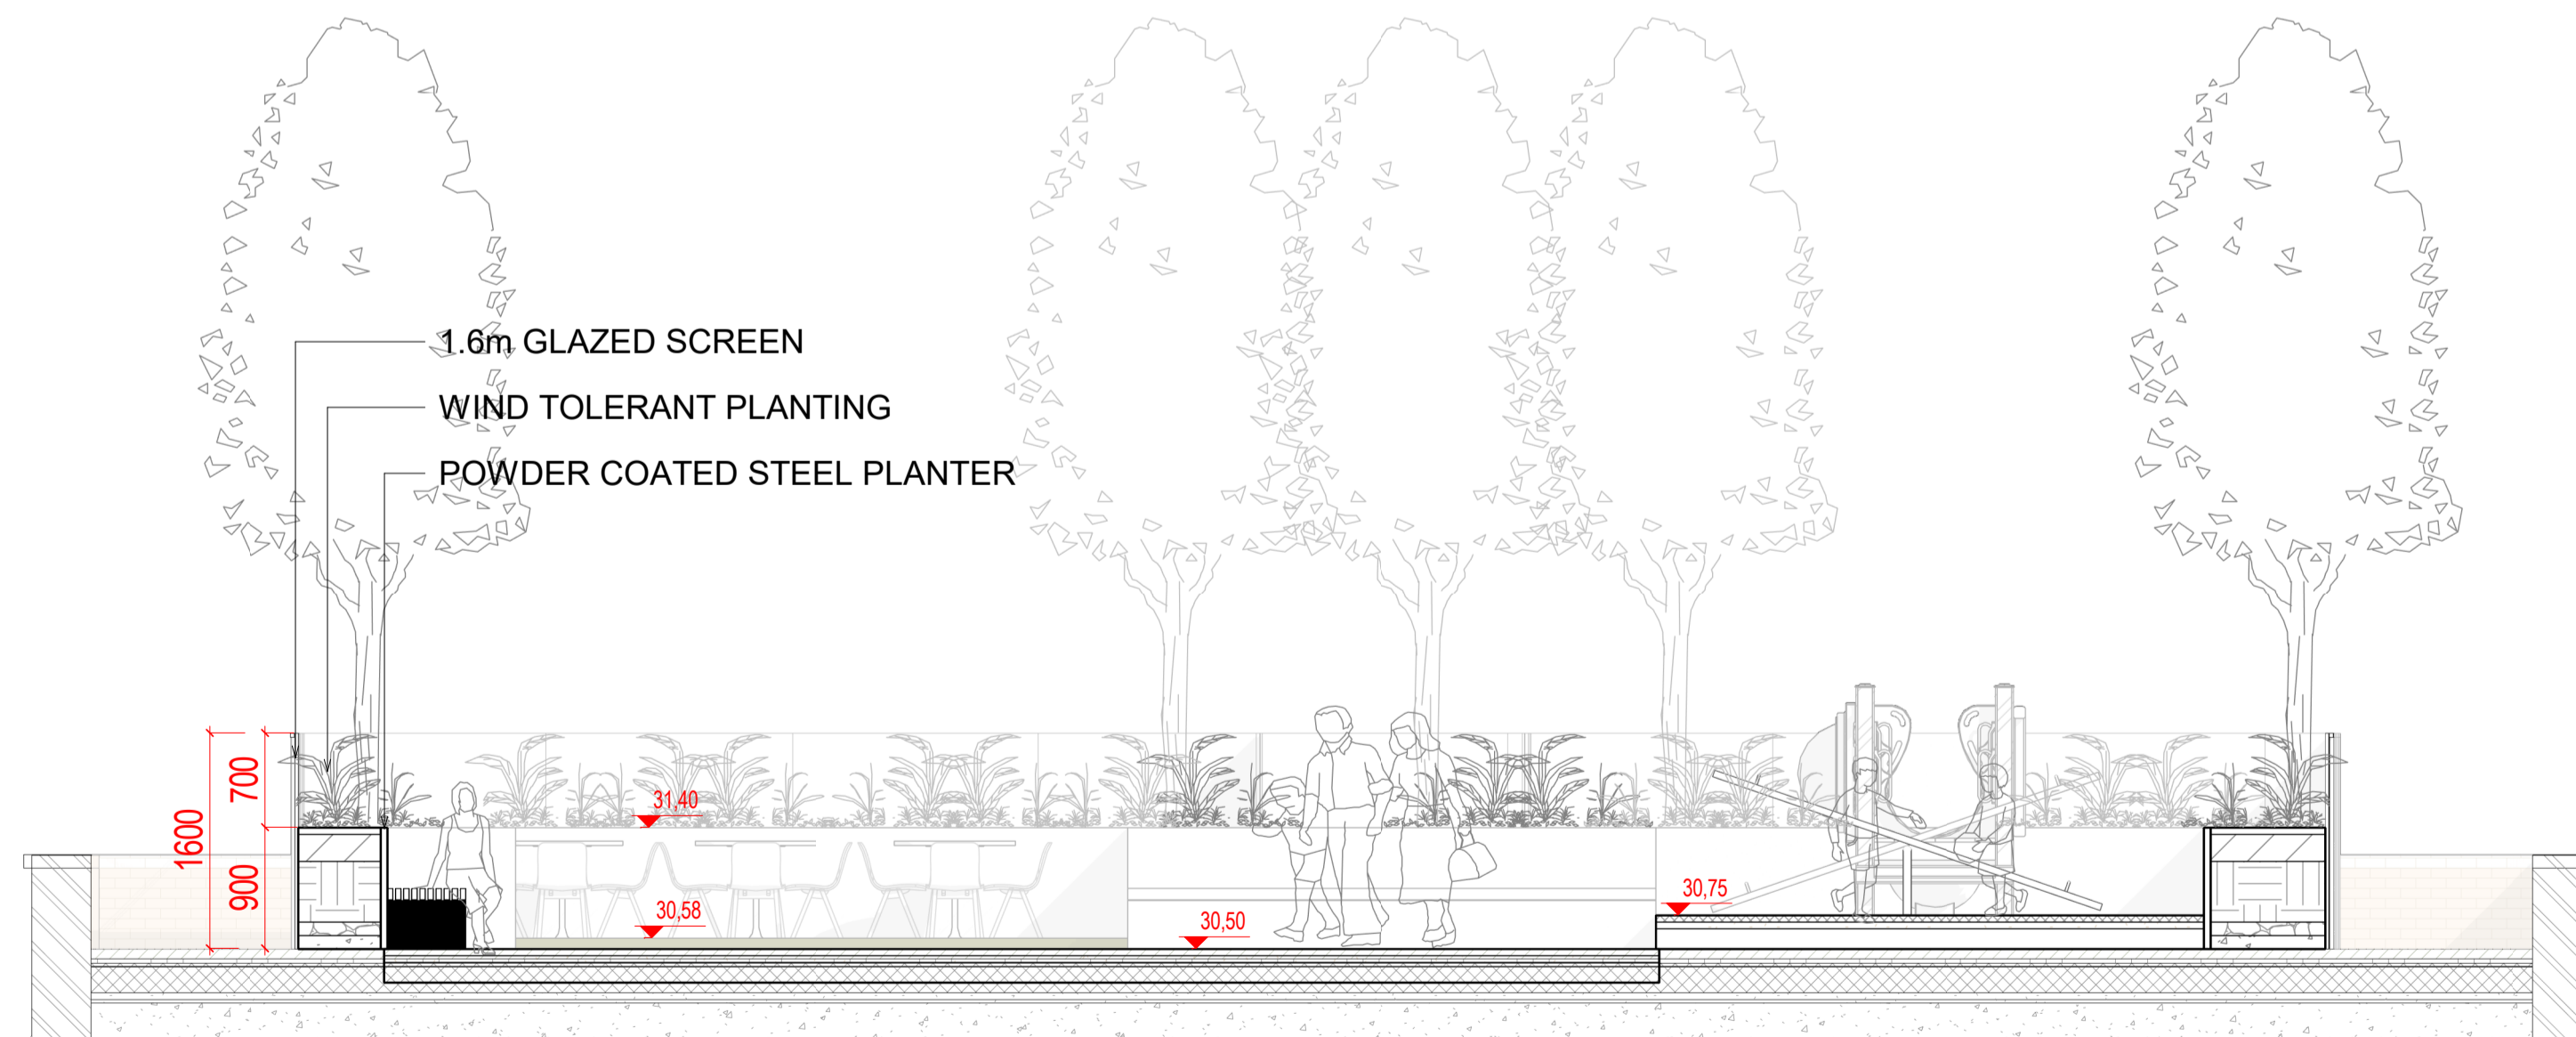 1.6m GLAZED SCREEN
WIND TOLERANT PLANTING
POWDER COATED STEEL PLANTER
1600
700
900
31,40
30,58
30,50
30,75